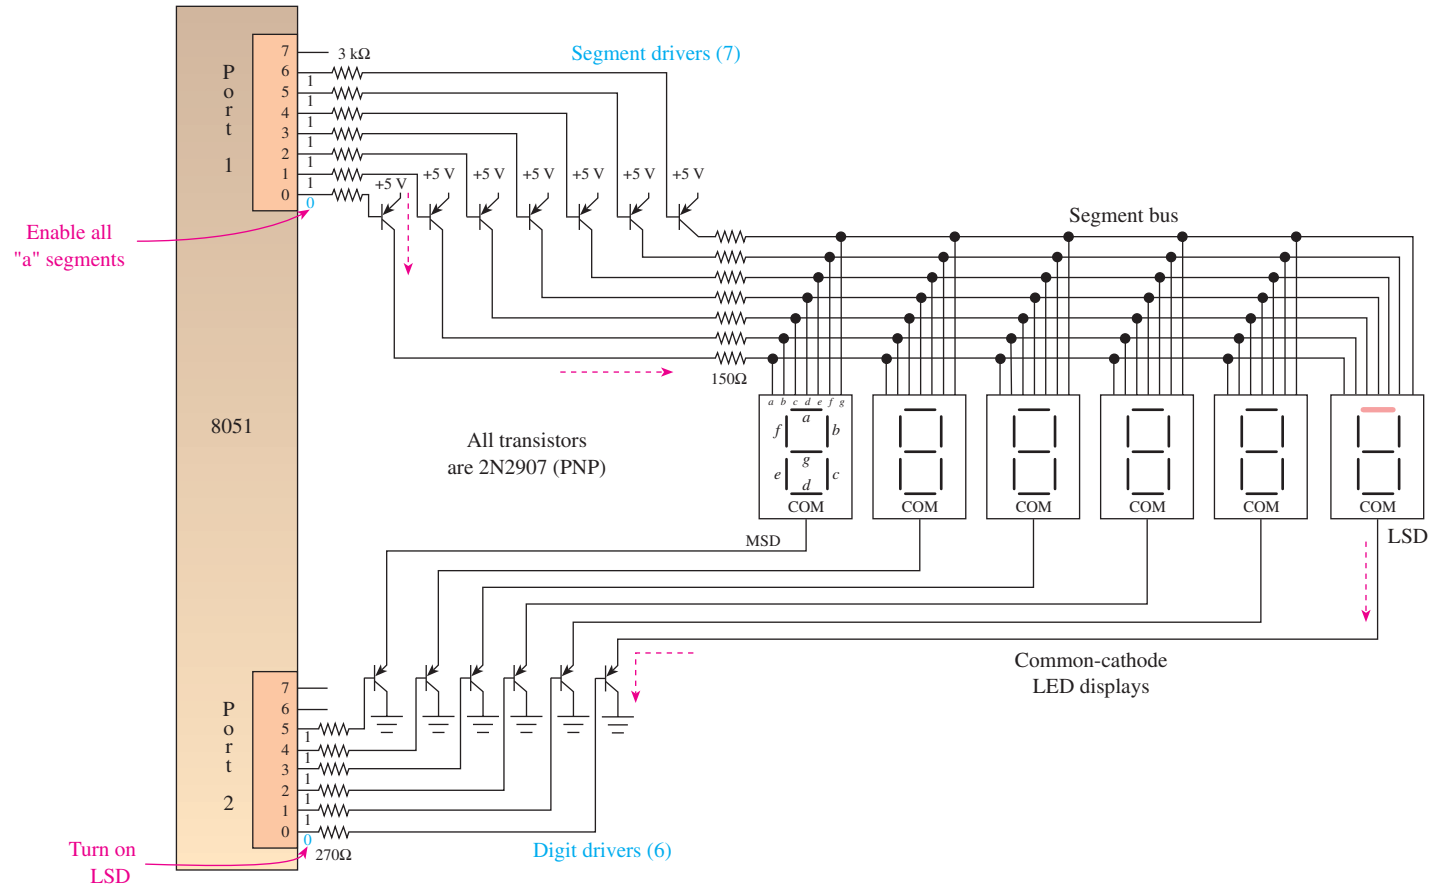 Segment drivers (7)
3 kΩ
Port 1
7
6
5
4
3
2
1
0
1
1
1
1
1
1
0
+5 V
+5 V
+5 V
+5 V
+5 V
+5 V
+5 V
Enable all
"a" segments
Segment bus
150Ω
8051
All transistors
are 2N2907 (PNP)
a b c d e f g
a
f
b
g
e
c
d
COM
COM
COM
COM
COM
COM
MSD
LSD
Common-cathode
LED displays
Port 2
7
6
5
4
3
2
1
0
1
1
1
1
1
0
270Ω
Turn on
LSD
Digit drivers (6)